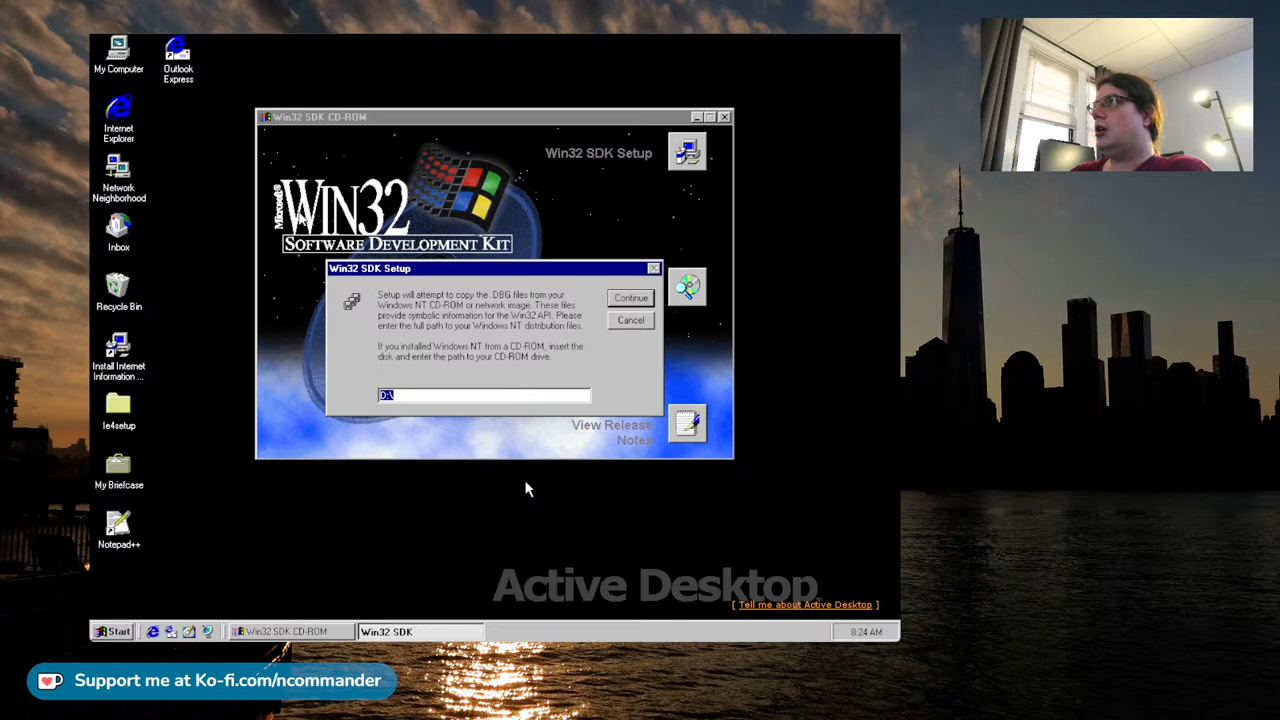 My Computer
Outlook
Express
Internet
Explorer
Network
Neighborhood
Inbox
Recycle Bin
Install Internet
Information ...
Ie4setup
My Briefcase
Notepad++
Win32 SDK CD-ROM
Win32 SDK Setup
Microsoft®
WIN32
SOFTWARE DEVELOPMENT KIT
Win32 SDK Setup
Setup will attempt to copy the .DBG files from your
Windows NT CD-ROM or network image. These files
provide symbolic information for the Win32 API. Please
enter the full path to your Windows NT distribution files.
If you installed Windows NT from a CD-ROM, insert the
disk and enter the path to your CD-ROM drive.
Continue
Cancel
D:\
View Release
Notes
Active Desktop
[ Tell me about Active Desktop ]
Start
Win32 SDK CD-ROM
Win32 SDK
8:24 AM
Support me at Ko-fi.com/ncommander